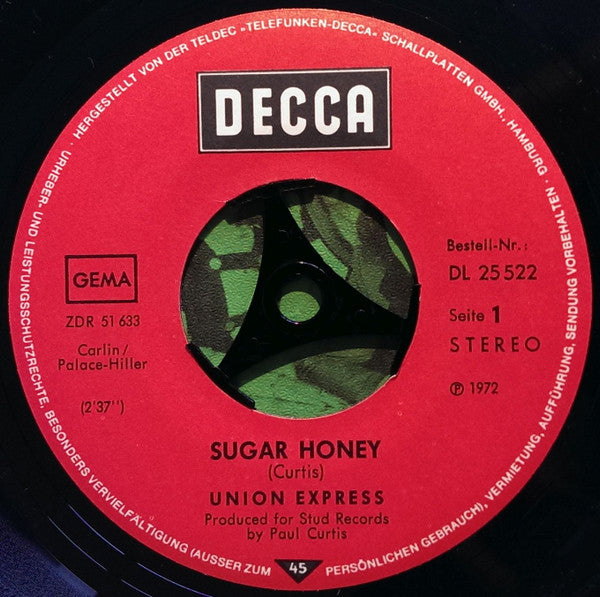 HERGESTELLT VON DER TELDEC »TELEFUNKEN-DECCA« SCHALLPLATTEN GMBH., HAMBURG ·
URHEBER- UND LEISTUNGSSCHUTZRECHTE, BESONDERS VERVIELFÄLTIGUNG (AUSSER ZUM PERSÖNLICHEN GEBRAUCH), VERMIETUNG, AUFFÜHRUNG, SENDUNG VORBEHALTEN
DECCA
GEMA
ZDR 51 633
Carlin/
Palace-Hiller
(2'37'')
Bestell-Nr.:
DL 25 522
Seite 1
STEREO
℗ 1972
SUGAR HONEY
(Curtis)
UNION EXPRESS
Produced for Stud Records
by Paul Curtis
45